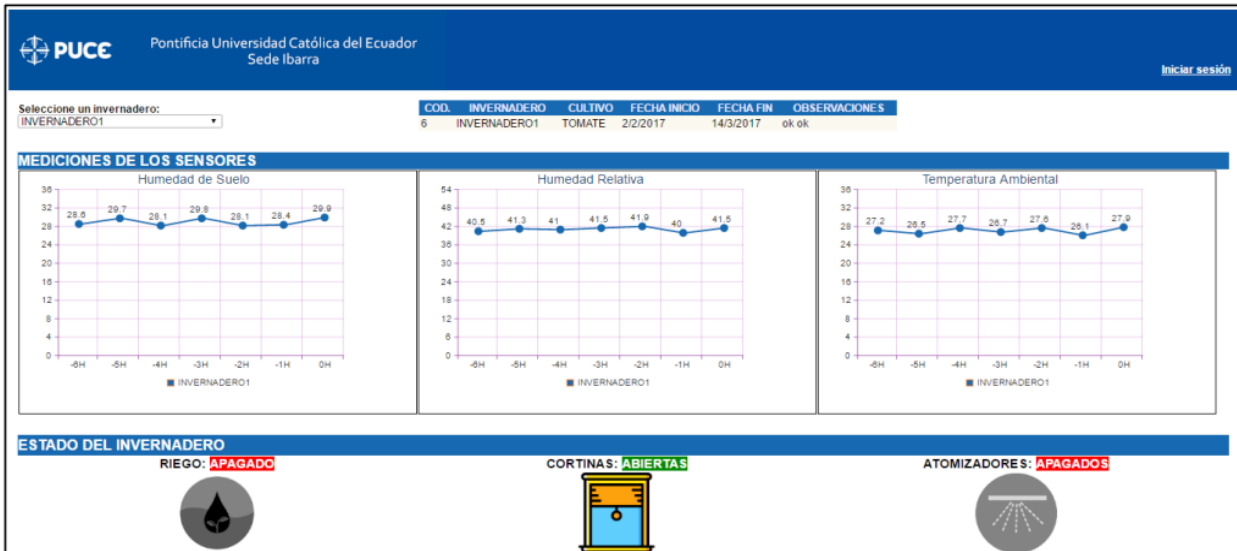 PUCE
Pontificia Universidad Católica del Ecuador
Sede Ibarra
Iniciar sesión
Seleccione un invernadero:
INVERNADERO1
COD. INVERNADERO CULTIVO FECHA INICIO FECHA FIN OBSERVACIONES
6 INVERNADERO1 TOMATE 2/2/2017 14/3/2017 ok ok
MEDICIONES DE LOS SENSORES
Humedad de Suelo
36
32
28
24
20
16
12
8
4
0
28.6 29.7 28.1 29.8 28.1 28.4 29.9
-6H -5H -4H -3H -2H -1H 0H
INVERNADERO1
Humedad Relativa
54
48
42
36
30
24
18
12
6
0
40.5 41.3 41 41.5 41.9 40 41.5
-6H -5H -4H -3H -2H -1H 0H
INVERNADERO1
Temperatura Ambiental
36
32
28
24
20
16
12
8
4
0
27.2 26.5 27.7 26.7 27.6 26.1 27.9
-6H -5H -4H -3H -2H -1H 0H
INVERNADERO1
ESTADO DEL INVERNADERO
RIEGO: APAGADO
CORTINAS: ABIERTAS
ATOMIZADORES: APAGADOS